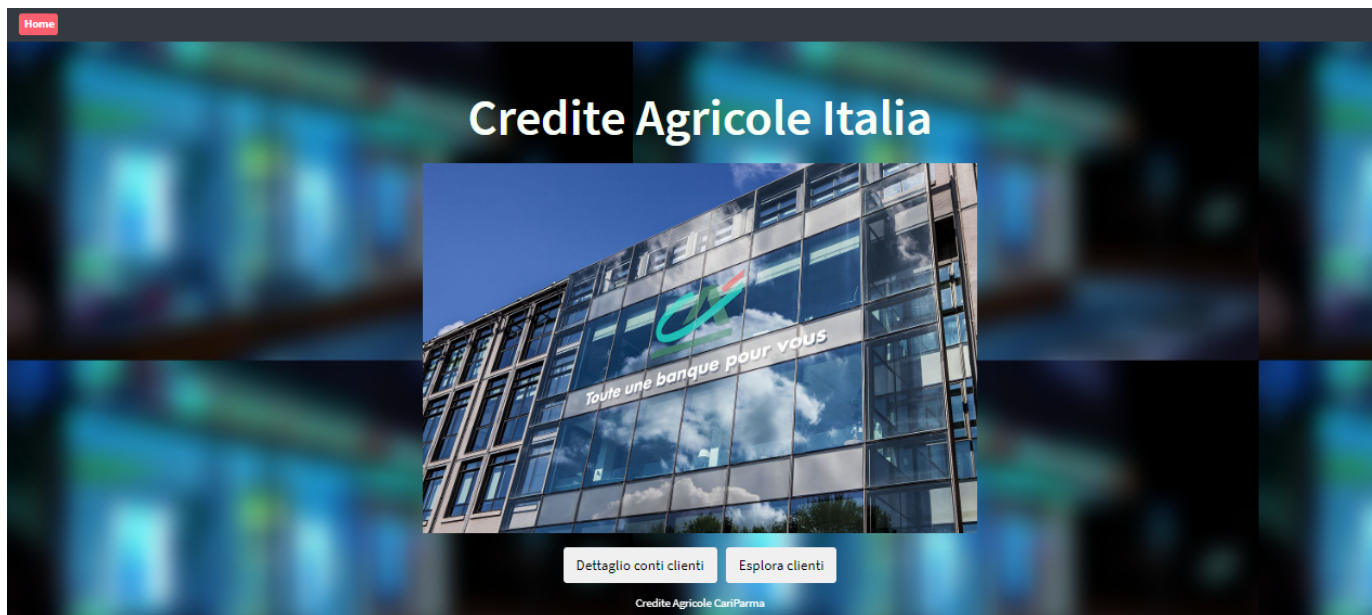 Home
Credite Agricole Italia
Toute une banque pour vous
Dettaglio conti clienti
Esplora clienti
Credite Agricole CariParma